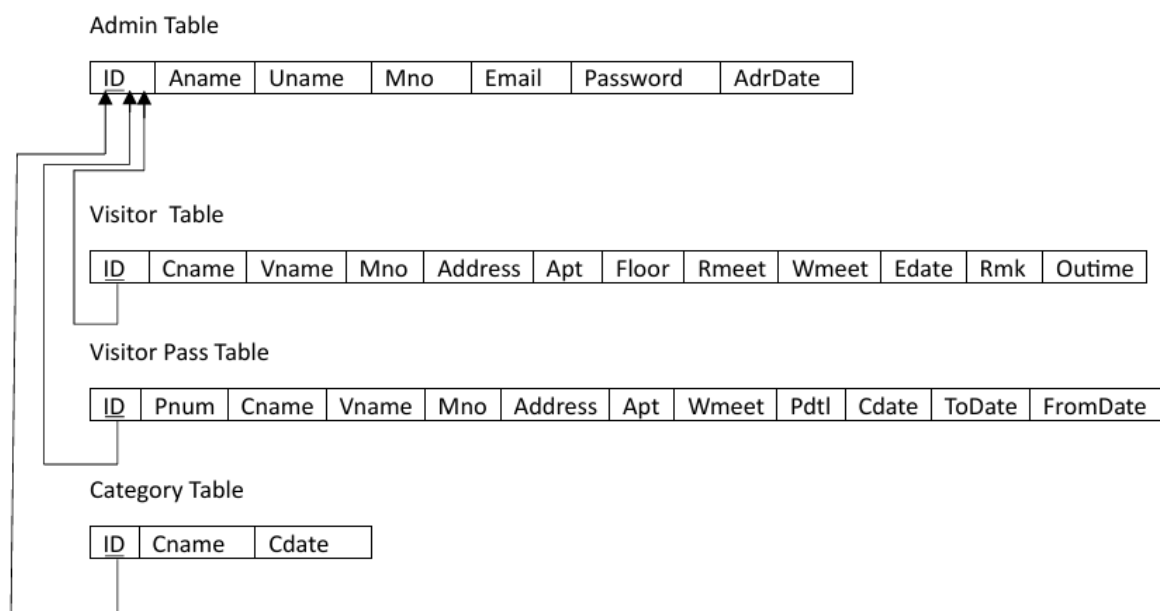 Admin Table
ID Aname Uname Mno Email Password AdrDate
Visitor Table
ID Cname Vname Mno Address Apt Floor Rmeet Wmeet Edate Rmk Outime
Visitor Pass Table
ID Pnum Cname Vname Mno Address Apt Wmeet Pdtl Cdate ToDate FromDate
Category Table
ID Cname Cdate